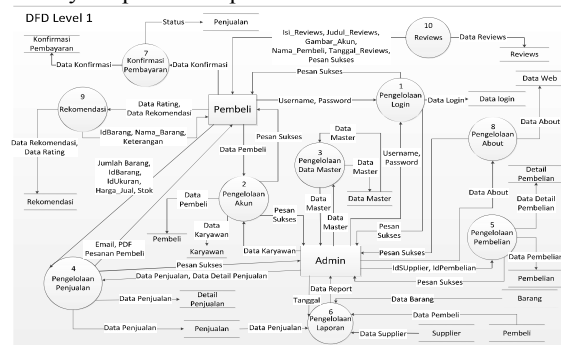 DFD Level 1
Status
Penjualan
10
Reviews
Isi_Reviews, Judul_Reviews,
Gambar_Akun,
Nama_Pembeli, Tanggal_Reviews,
Pesan Sukses
Data Reviews
Reviews
Konfirmasi
Pembayaran
7
Konfirmasi
Pembayaran
Data Konfirmasi
Data Konfirmasi
Pesan Sukses
1
Pengelolaan
Login
Data Web
9
Rekomendasi
Data Rating,
Data Rekomendasi
Pembeli
Username, Password
Data Login
Data login
IdBarang, Nama_Barang,
Keterangan
Pesan Sukses
Data Master
3
Pengelolaan
Data Master
Data
Master
Data Master
Username,
Password
8
Pengelolaan
About
Data About
Data Rekomendasi,
Data Rating
Data Pembeli
Jumlah Barang,
IdBarang,
IdUkuran,
Harga_Jual, Stok
2
Pengelolaan
Akun
Data
Pembeli
Pembeli
Data
Karyawan
Karyawan
Pesan
Sukses
Data
Master
Data
Master
Pesan
Sukses
Data About
Detail
Pembelian
Data Detail
Pembelian
Rekomendasi
5
Pengelolaan
Pembelian
Email, PDF
Pesanan Pembeli
Data Karyawan
Admin
Pesan Sukses
IdSUpplier, IdPembelian
Data Pembelian
Pembelian
4
Pengelolaan
Penjualan
Pesan Sukses
Data Penjualan, Data Detail Penjualan
Pesan Sukses
Data Report
Tanggal
Data Barang
Barang
Data Penjualan
Detail
Penjualan
6
Pengelolaan
Laporan
Data Pembeli
Pembeli
Data Penjualan
Penjualan
Data Penjualan
Data Supplier
Supplier